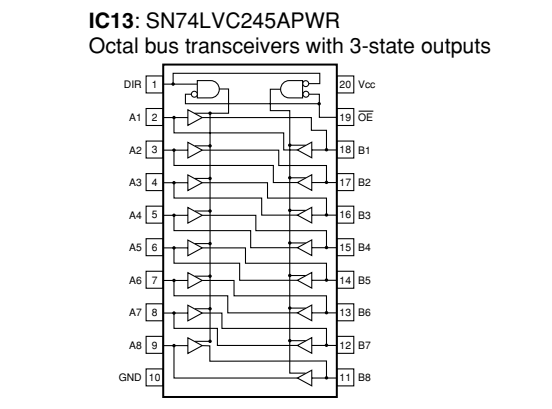 IC13: SN74LVC245APWR
Octal bus transceivers with 3-state outputs
DIR 1 20 Vcc
A1 2 19 O̅E̅
A2 3 18 B1
A3 4 17 B2
A4 5 16 B3
A5 6 15 B4
A6 7 14 B5
A7 8 13 B6
A8 9 12 B7
GND 10 11 B8